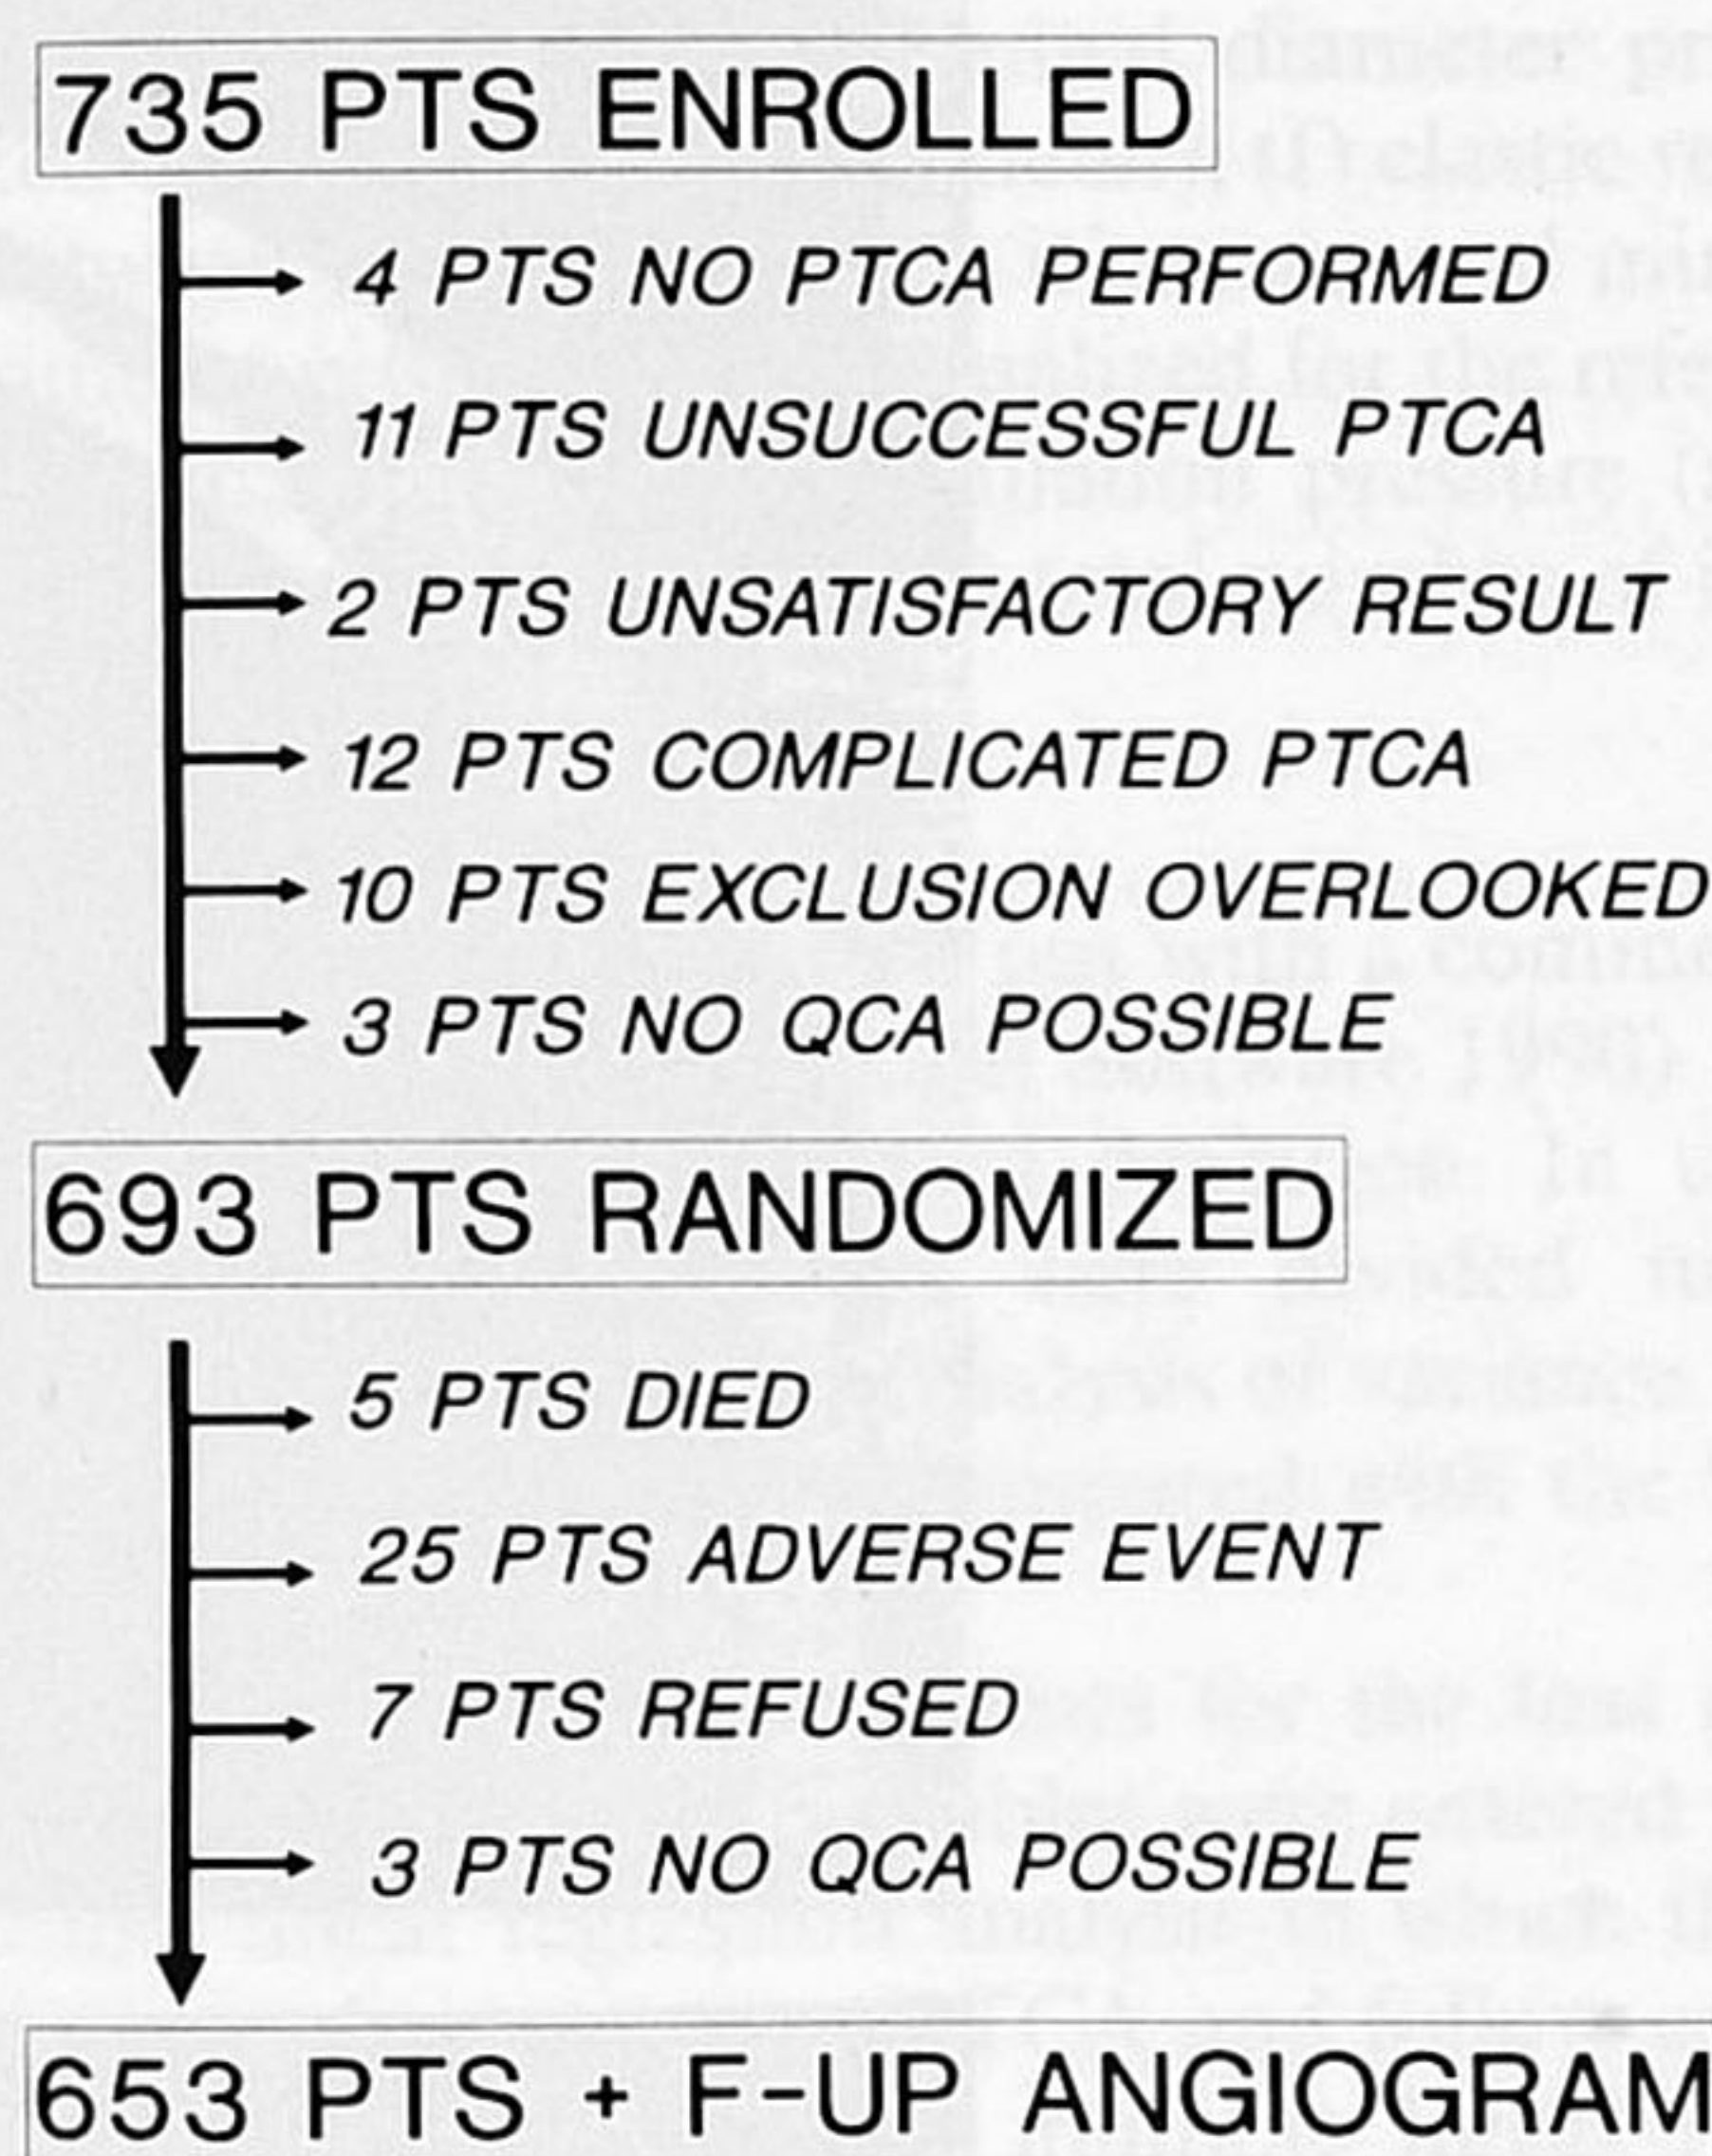 735 PTS ENROLLED
4 PTS NO PTCA PERFORMED
11 PTS UNSUCCESSFUL PTCA
2 PTS UNSATISFACTORY RESULT
12 PTS COMPLICATED PTCA
10 PTS EXCLUSION OVERLOOKED
3 PTS NO QCA POSSIBLE
693 PTS RANDOMIZED
5 PTS DIED
25 PTS ADVERSE EVENT
7 PTS REFUSED
3 PTS NO QCA POSSIBLE
653 PTS + F-UP ANGIOGRAM